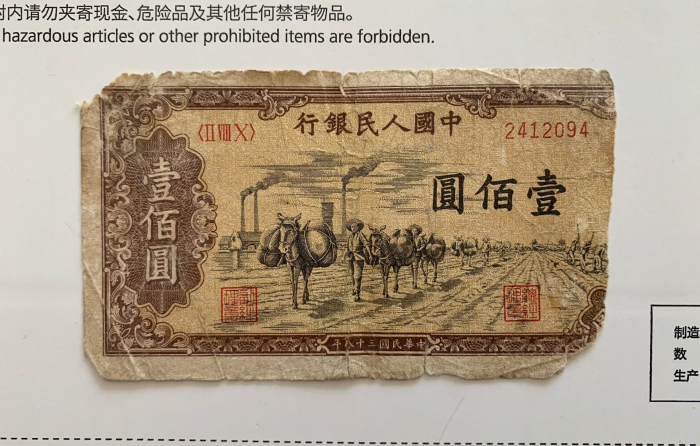 内请勿夹寄现金、危险品及其他任何禁寄物品。
hazardous articles or other prohibited items are forbidden.
中國人民銀行
〈II VIII X〉
2412094
壹佰圓
壹佰圓
中華民國三十八年
制造
数
生产